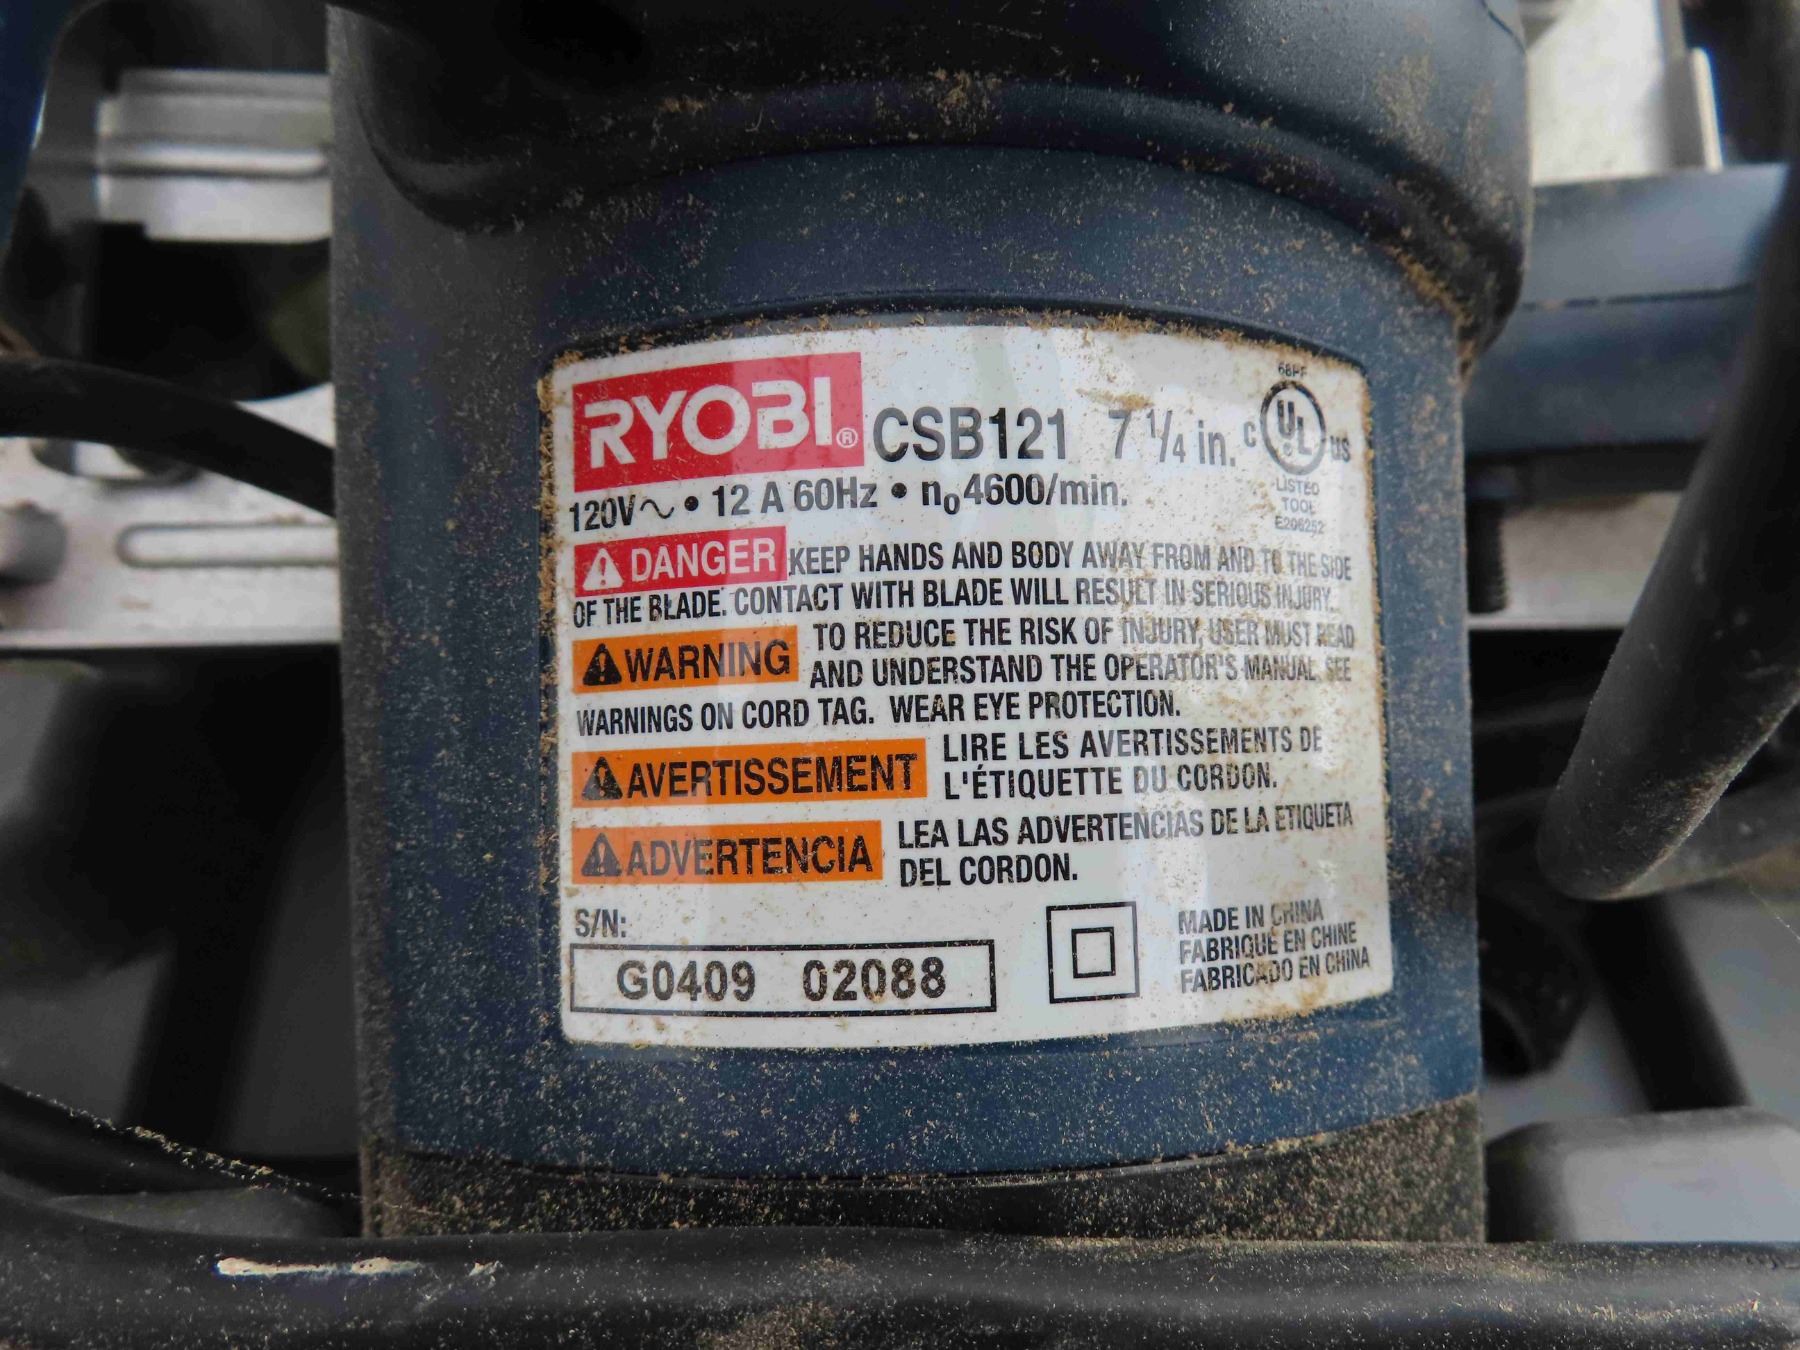 68PF
RYOBI® CSB121 7 1/4 in. C UL US
120V~ • 12 A 60Hz • n₀ 4600/min.
LISTED
TOOL
E206252
⚠ DANGER KEEP HANDS AND BODY AWAY FROM AND TO THE SIDE
OF THE BLADE. CONTACT WITH BLADE WILL RESULT IN SERIOUS INJURY.
⚠ WARNING TO REDUCE THE RISK OF INJURY, USER MUST READ
AND UNDERSTAND THE OPERATOR'S MANUAL. SEE
WARNINGS ON CORD TAG. WEAR EYE PROTECTION.
⚠ AVERTISSEMENT LIRE LES AVERTISSEMENTS DE
L'ÉTIQUETTE DU CORDON.
⚠ ADVERTENCIA LEA LAS ADVERTENCIAS DE LA ETIQUETA
DEL CORDON.
S/N:
G0409 02088
MADE IN CHINA
FABRIQUÉ EN CHINE
FABRICADO EN CHINA